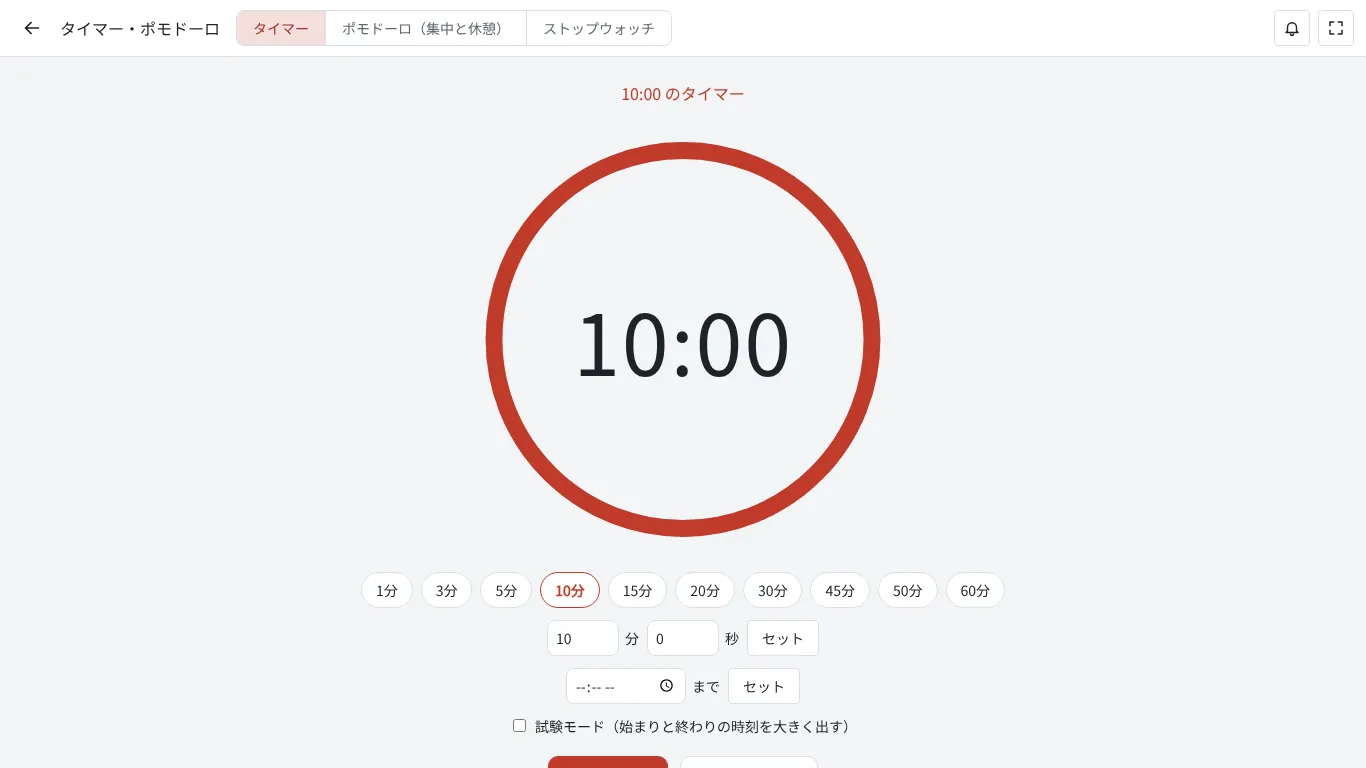 タイマー・ポモドーロ タイマー ポモドーロ（集中と休憩） ストップウォッチ
10:00 のタイマー
10:00
1分 3分 5分 10分 15分 20分 30分 45分 50分 60分
10 分 0 秒 セット
--:-- -- まで セット
試験モード（始まりと終わりの時刻を大きく出す）